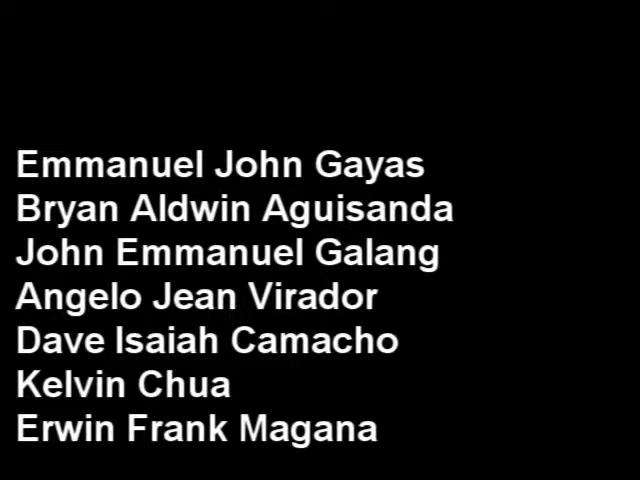 Emmanuel John Gayas
Bryan Aldwin Aguisanda
John Emmanuel Galang
Angelo Jean Virador
Dave Isaiah Camacho
Kelvin Chua
Erwin Frank Magana